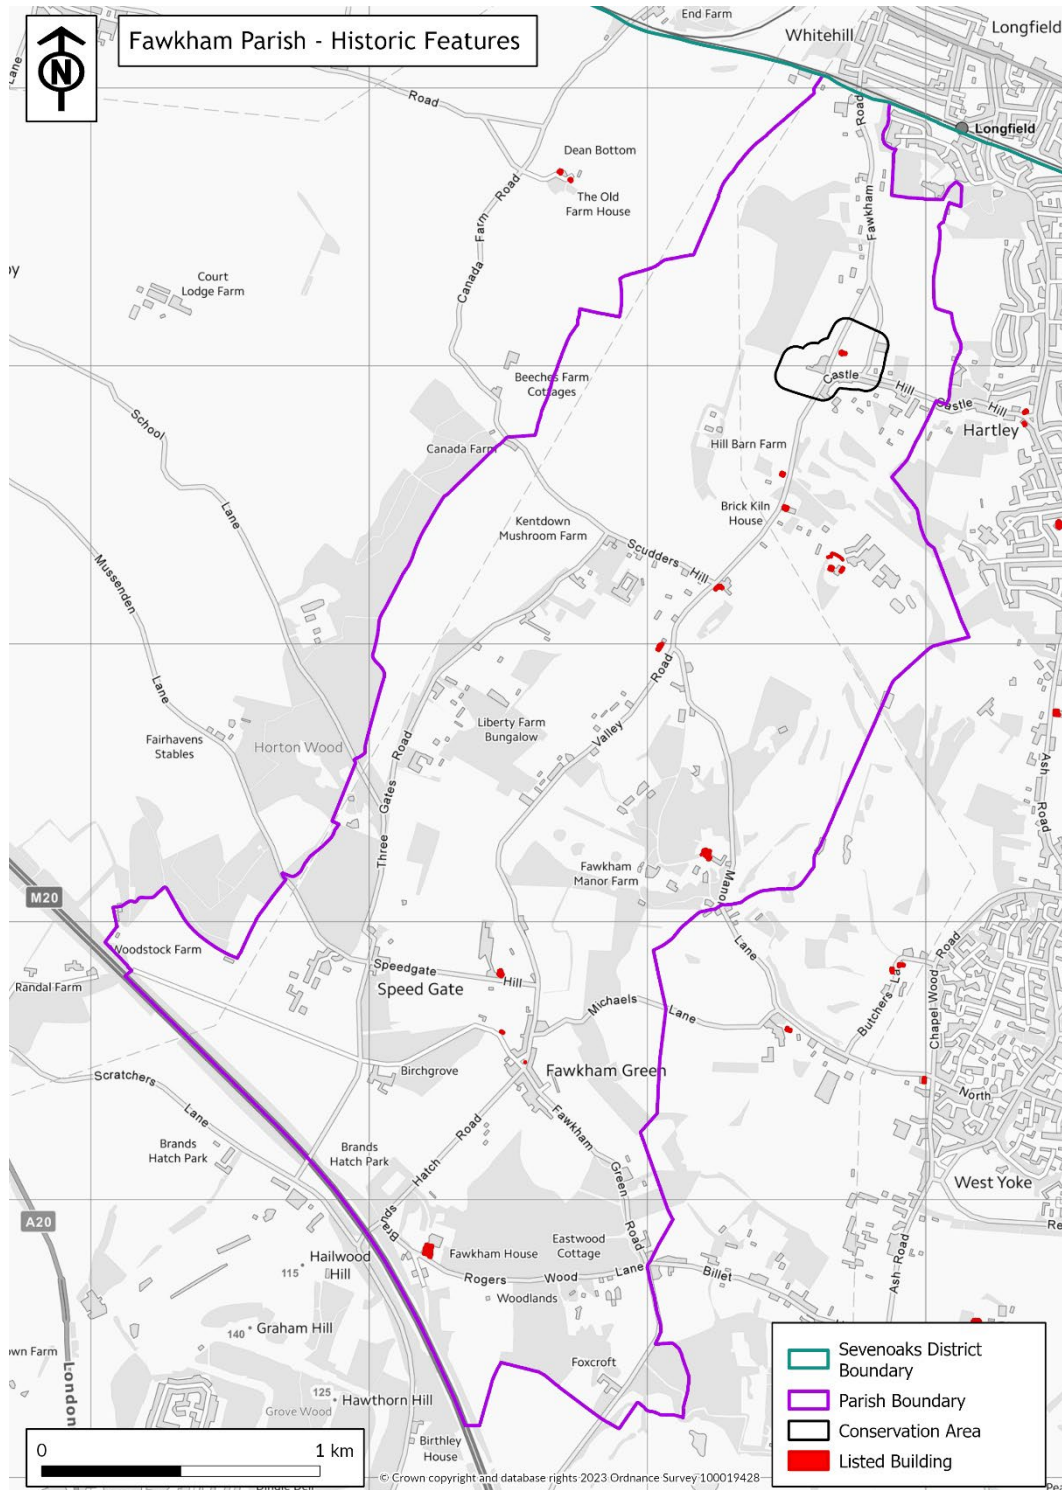 Fawkham Parish - Historic Features
N
End Farm
Whitehill
Longfield
Lane
Road
Road
Longfield
Dean Bottom
The Old
Farm House
Fawkham
Canada Farm Road
Court
Lodge Farm
Beeches Farm
Cottages
Castle Hill
Castle Hill
Hartley
School
Canada Farm
Hill Barn Farm
Lane
Kentdown
Mushroom Farm
Brick Kiln
House
Scudders Hill
Mussenden
Lane
Road
Valley
Liberty Farm
Bungalow
Fairhavens
Stables
Horton Wood
Three Gates Road
Ash Road
Fawkham
Manor Farm
Manor
Lane
M20
Woodstock Farm
Randal Farm
Speedgate Hill
Speed Gate
Michaels Lane
Butchers La
Chapel Wood Road
Birchgrove
Fawkham Green
Scratchers
Lane
North
Brands
Hatch Park
Brands
Hatch Park
Brands Hatch Road
Fawkham Green Road
West Yoke
A20
Re
Hailwood
Hill
115
Fawkham House
Eastwood
Cottage
Rogers Wood Lane
Billet
Woodlands
Ash Road
140
Graham Hill
own Farm
London
Foxcroft
125
Hawthorn Hill
Grove Wood
Birthley
House
Sevenoaks District
Boundary
Parish Boundary
Conservation Area
Listed Building
0
1 km
© Crown copyright and database rights 2023 Ordnance Survey 100019428